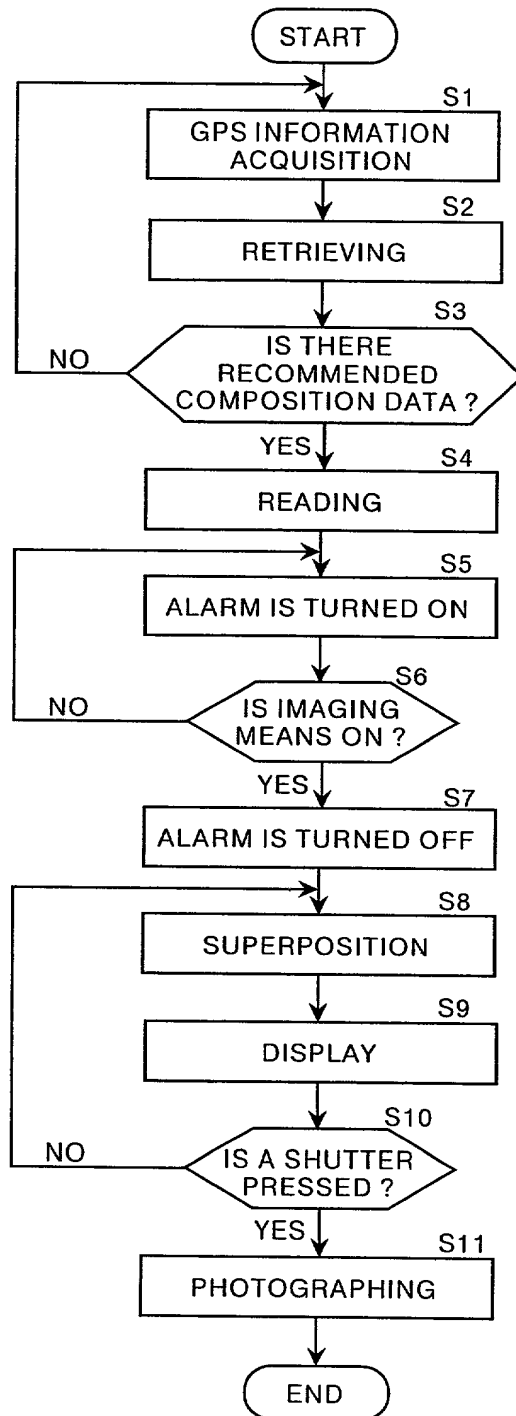 START
S1
GPS INFORMATION
ACQUISITION
S2
RETRIEVING
S3
IS THERE
RECOMMENDED
COMPOSITION DATA ?
NO
YES
S4
READING
S5
ALARM IS TURNED ON
S6
IS IMAGING
MEANS ON ?
NO
YES
S7
ALARM IS TURNED OFF
S8
SUPERPOSITION
S9
DISPLAY
S10
IS A SHUTTER
PRESSED ?
NO
YES
S11
PHOTOGRAPHING
END